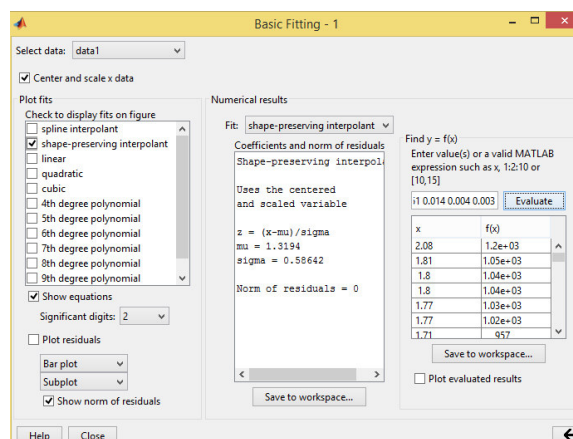 Basic Fitting - 1
Select data: data1
Center and scale x data
Plot fits
Check to display fits on figure
spline interpolant
shape-preserving interpolant
linear
quadratic
cubic
4th degree polynomial
5th degree polynomial
6th degree polynomial
7th degree polynomial
8th degree polynomial
9th degree polynomial
Show equations
Significant digits: 2
Plot residuals
Bar plot
Subplot
Show norm of residuals
Help Close
Numerical results
Fit: shape-preserving interpolant
Coefficients and norm of residuals
Shape-preserving interpola
Uses the centered
and scaled variable
z = (x-mu)/sigma
mu = 1.3194
sigma = 0.58642
Norm of residuals = 0
Save to workspace...
Find y = f(x)
Enter value(s) or a valid MATLAB
expression such as x, 1:2:10 or
[10,15]
0.014 0.004 0.003 Evaluate
x f(x)
2.08 1.2e+03
1.81 1.05e+03
1.8 1.04e+03
1.8 1.04e+03
1.77 1.03e+03
1.77 1.02e+03
1.71 957
Save to workspace...
Plot evaluated results